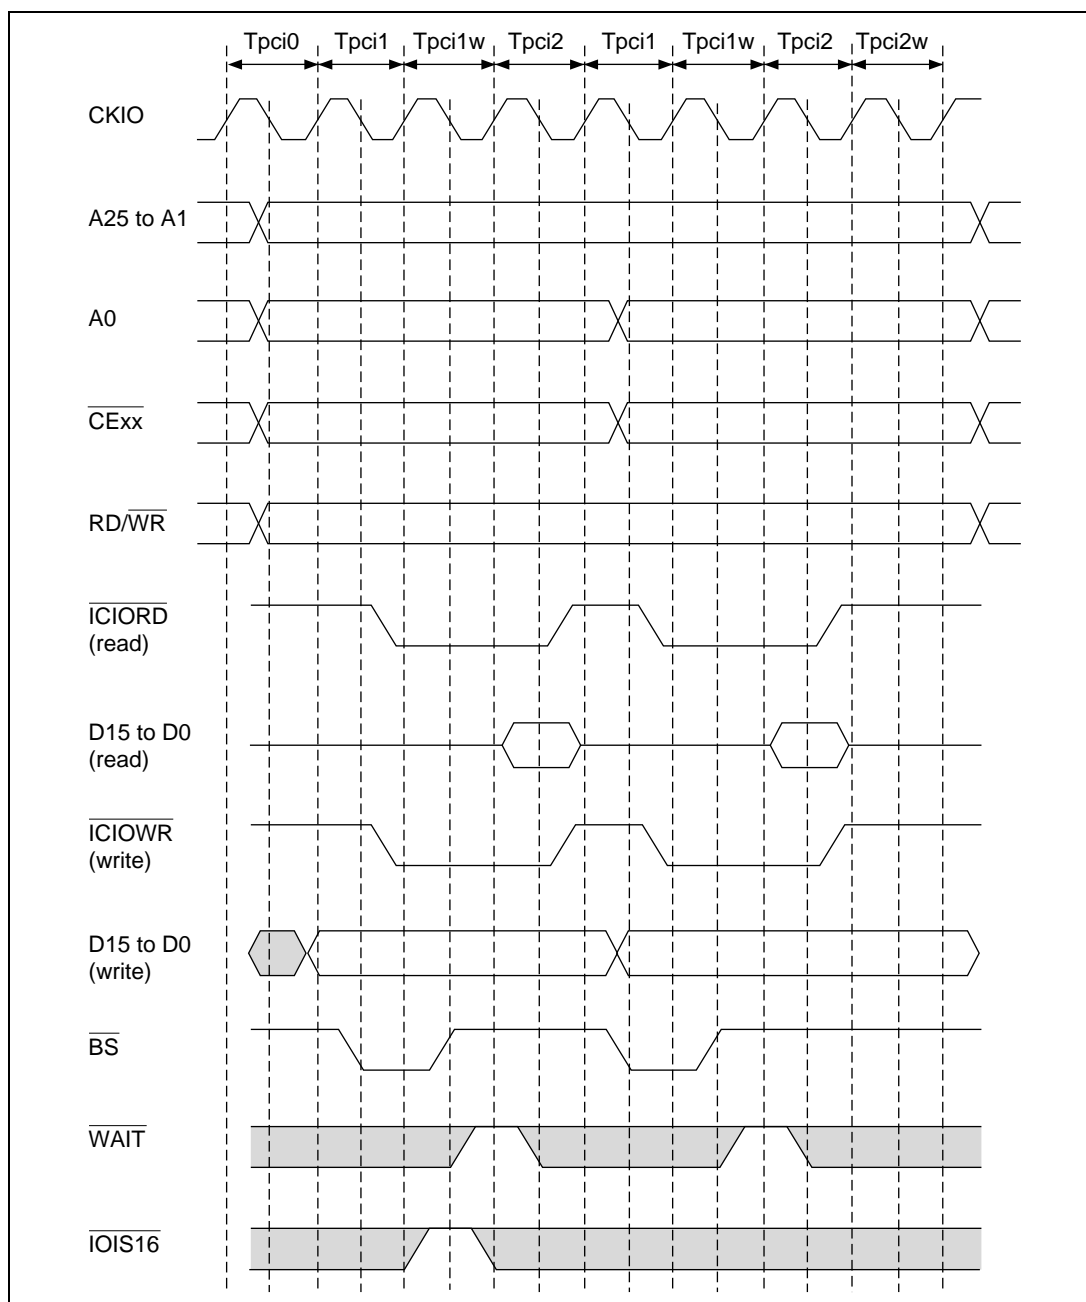 Tpci0 Tpci1 Tpci1w Tpci2 Tpci1 Tpci1w Tpci2 Tpci2w
CKIO
A25 to A1
A0
CExx
RD/WR
ICIORD
(read)
D15 to D0
(read)
ICIOWR
(write)
D15 to D0
(write)
BS
WAIT
IOIS16